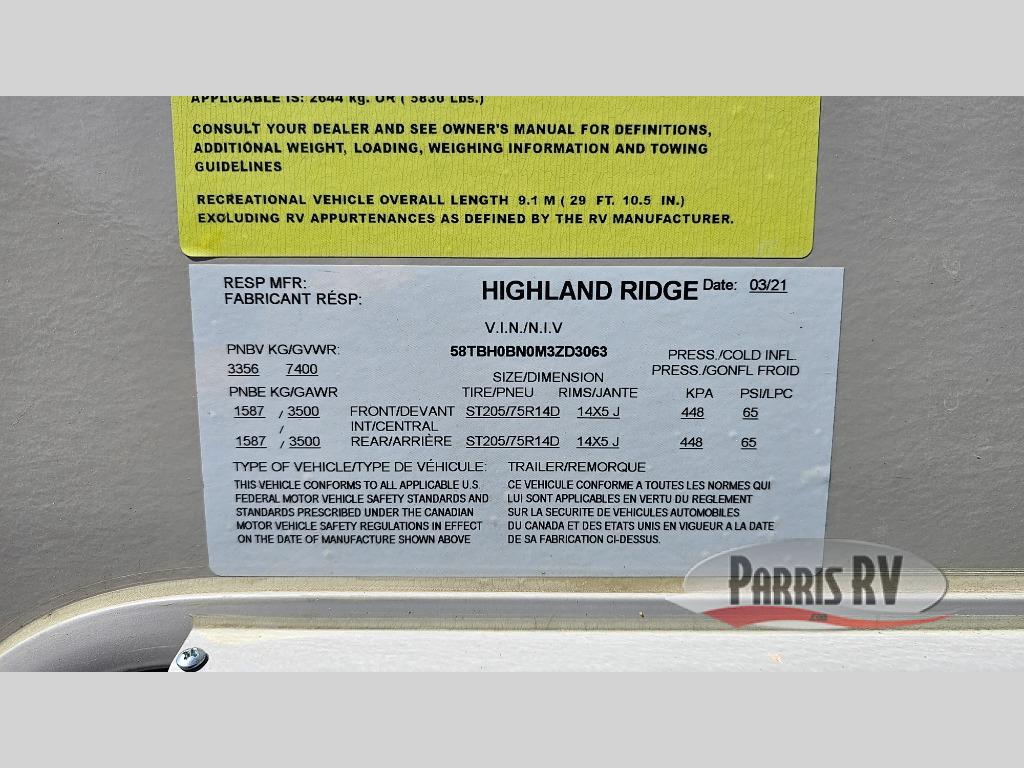 APPLICABLE IS: 2644 kg. OR ( 5830 Lbs.)
CONSULT YOUR DEALER AND SEE OWNER'S MANUAL FOR DEFINITIONS,
ADDITIONAL WEIGHT, LOADING, WEIGHING INFORMATION AND TOWING
GUIDELINES
RECREATIONAL VEHICLE OVERALL LENGTH 9.1 M ( 29 FT. 10.5 IN.)
EXCLUDING RV APPURTENANCES AS DEFINED BY THE RV MANUFACTURER.
RESP MFR:
FABRICANT RÉSP:
HIGHLAND RIDGE Date: 03/21
V.I.N./N.I.V
58TBH0BN0M3ZD3063
PNBV KG/GVWR:
3356 7400
PRESS./COLD INFL.
PRESS./GONFL FROID
SIZE/DIMENSION
PNBE KG/GAWR TIRE/PNEU RIMS/JANTE KPA PSI/LPC
1587 / 3500 FRONT/DEVANT ST205/75R14D 14X5 J 448 65
/ INT/CENTRAL
1587 / 3500 REAR/ARRIÈRE ST205/75R14D 14X5 J 448 65
TYPE OF VEHICLE/TYPE DE VÉHICULE: TRAILER/REMORQUE
THIS VEHICLE CONFORMS TO ALL APPLICABLE U.S.
FEDERAL MOTOR VEHICLE SAFETY STANDARDS AND
STANDARDS PRESCRIBED UNDER THE CANADIAN
MOTOR VEHICLE SAFETY REGULATIONS IN EFFECT
ON THE DATE OF MANUFACTURE SHOWN ABOVE
CE VEHICULE CONFORME A TOUTES LES NORMES QUI
LUI SONT APPLICABLES EN VERTU DU REGLEMENT
SUR LA SECURITE DE VEHICULES AUTOMOBILES
DU CANADA ET DES ETATS UNIS EN VIGUEUR A LA DATE
DE SA FABRICATION CI-DESSUS.
PARRIS RV
.com